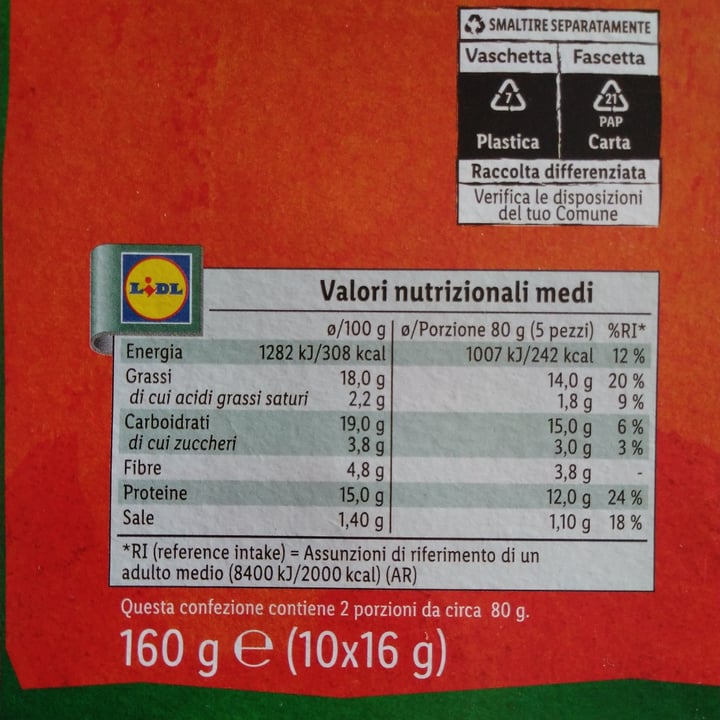 SMALTIRE SEPARATAMENTE
Vaschetta Fascetta
7 21
PAP
Plastica Carta
Raccolta differenziata
Verifica le disposizioni
del tuo Comune
LIDL
Valori nutrizionali medi
ø/100 g ø/Porzione 80 g (5 pezzi) %RI*
Energia 1282 kJ/308 kcal 1007 kJ/242 kcal 12 %
Grassi 18,0 g 14,0 g 20 %
di cui acidi grassi saturi 2,2 g 1,8 g 9 %
Carboidrati 19,0 g 15,0 g 6 %
di cui zuccheri 3,8 g 3,0 g 3 %
Fibre 4,8 g 3,8 g -
Proteine 15,0 g 12,0 g 24 %
Sale 1,40 g 1,10 g 18 %
*RI (reference intake) = Assunzioni di riferimento di un
adulto medio (8400 kJ/2000 kcal) (AR)
Questa confezione contiene 2 porzioni da circa 80 g.
160 g ℮ (10x16 g)